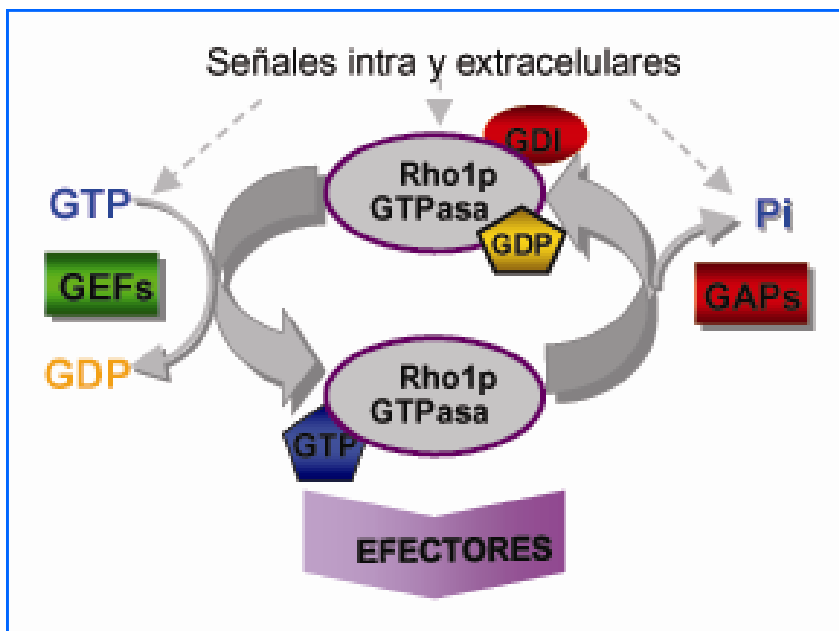 Señales intra y extracelulares
GDI
Rho1p
GTPasa
GDP
GTP
GEFs
GDP
Pi
GAPs
Rho1p
GTPasa
GTP
EFECTORES